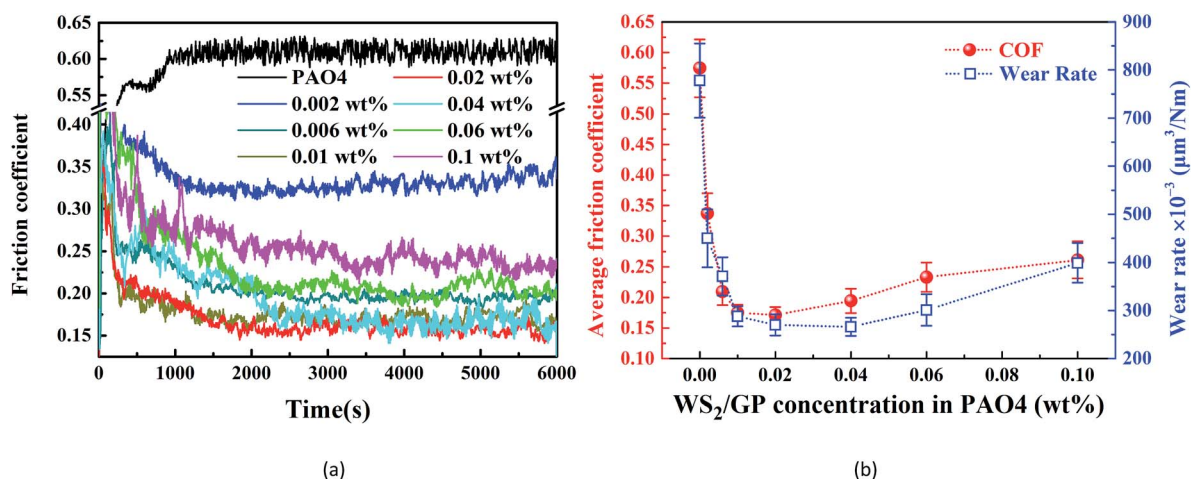 0.65
0.60
0.55
0.40
0.35
0.30
0.25
0.20
0.15
Friction coefficient
PAO4 0.02 wt%
0.002 wt% 0.04 wt%
0.006 wt% 0.06 wt%
0.01 wt% 0.1 wt%
0 1000 2000 3000 4000 5000 6000
Time(s)
(a)
0.65
0.60
0.55
0.50
0.45
0.40
0.35
0.30
0.25
0.20
0.15
0.10
Average friction coefficient
COF
Wear Rate
900
800
700
600
500
400
300
200
Wear rate ×10⁻³ (μm³/Nm)
0.00 0.02 0.04 0.06 0.08 0.10
WS₂/GP concentration in PAO4 (wt%)
(b)